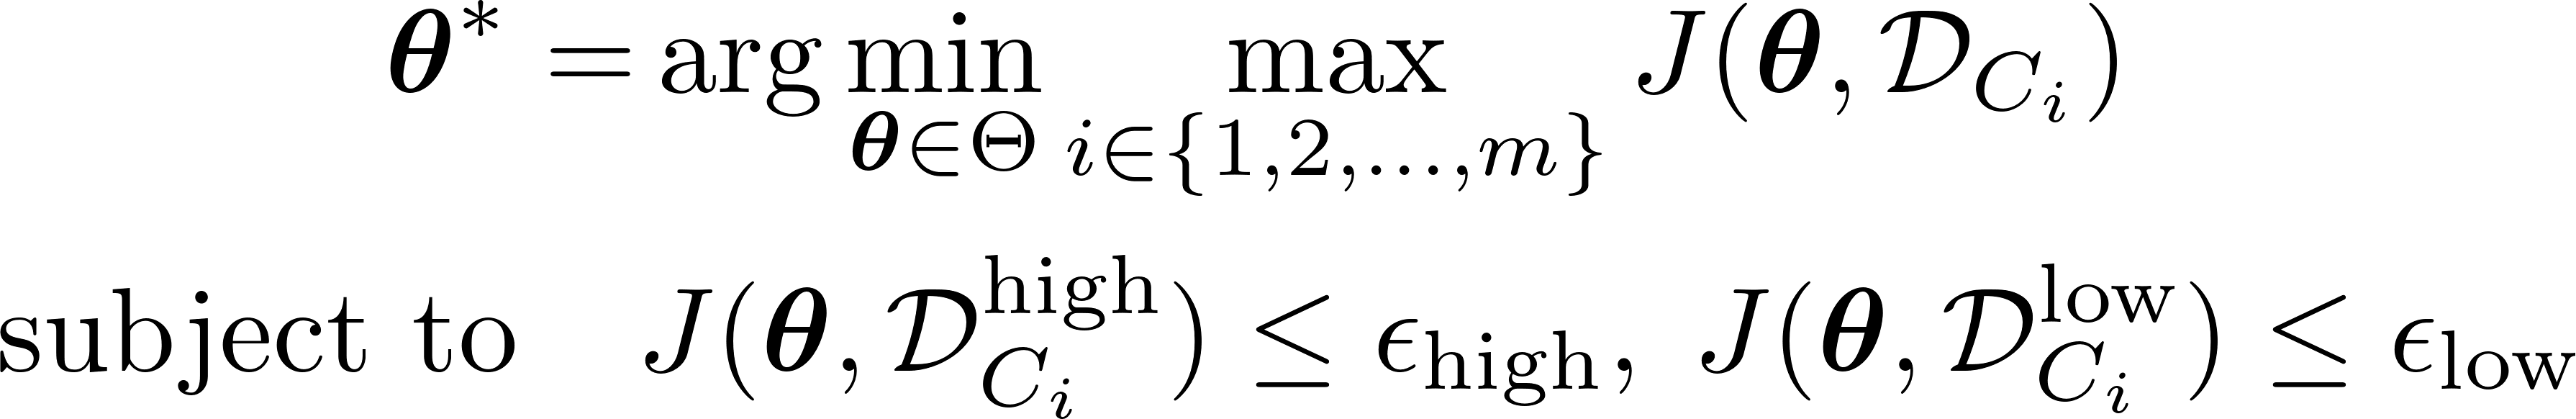 𝜽* = arg min_{𝜽∈Θ} max_{i∈{1,2,...,m}} J(𝜽, 𝒟_{C_i})
subject to J(𝜽, 𝒟_{C_i}^{high}) ≤ ϵ_{high}, J(𝜽, 𝒟_{C_i}^{low}) ≤ ϵ_{low}